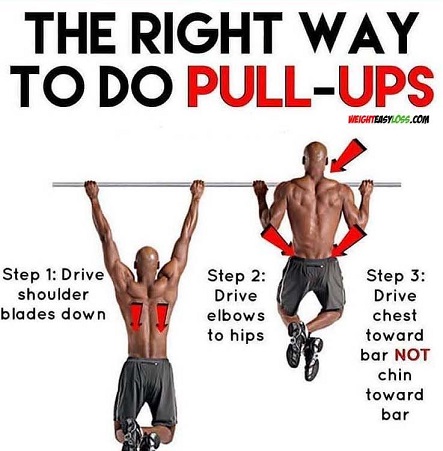 THE RIGHT WAY
TO DO PULL-UPS
WEIGHTEASYLOSS.COM
Step 1: Drive
shoulder
blades down
Step 2:
Drive
elbows
to hips
Step 3:
Drive
chest
toward
bar NOT
chin
toward
bar